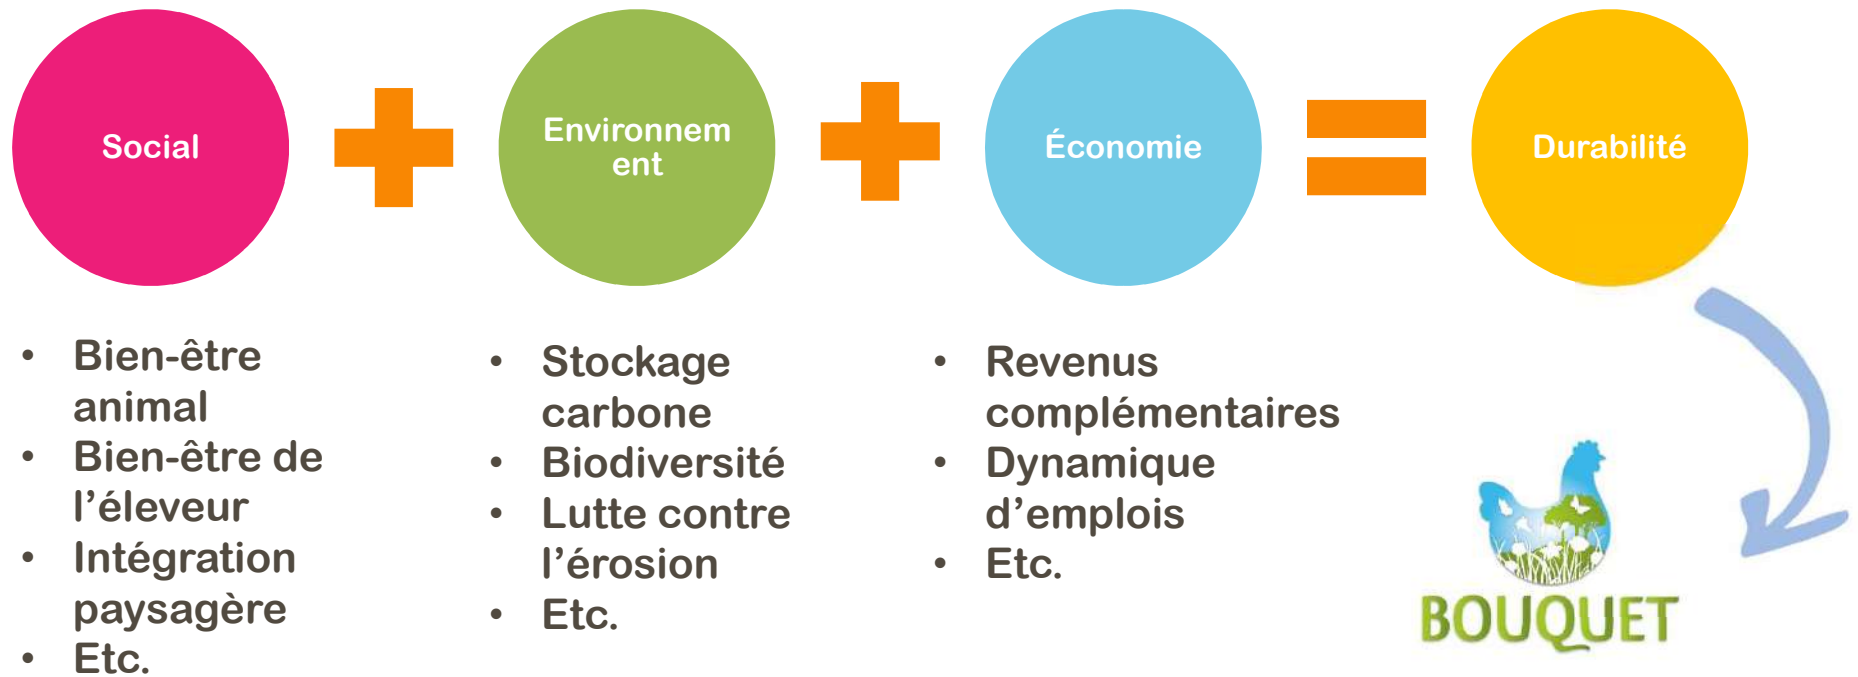 Social
Environnem
ent
Économie
Durabilité
• Bien-être
animal
• Bien-être de
l’éleveur
• Intégration
paysagère
• Etc.
• Stockage
carbone
• Biodiversité
• Lutte contre
l’érosion
• Etc.
• Revenus
complémentaires
• Dynamique
d’emplois
• Etc.
BOUQUET